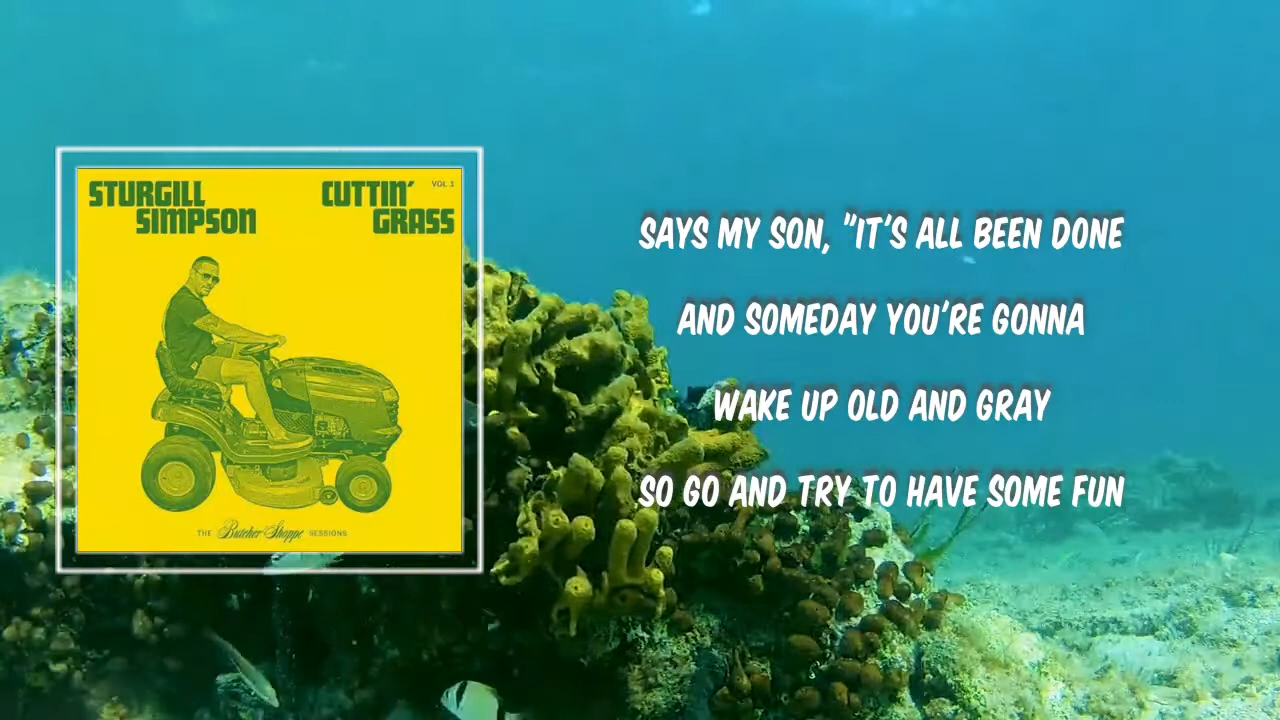 STURGILL SIMPSON
CUTTIN' GRASS
VOL 1
THE Butcher Shoppe SESSIONS
SAYS MY SON, "IT'S ALL BEEN DONE
AND SOMEDAY YOU'RE GONNA
WAKE UP OLD AND GRAY
SO GO AND TRY TO HAVE SOME FUN